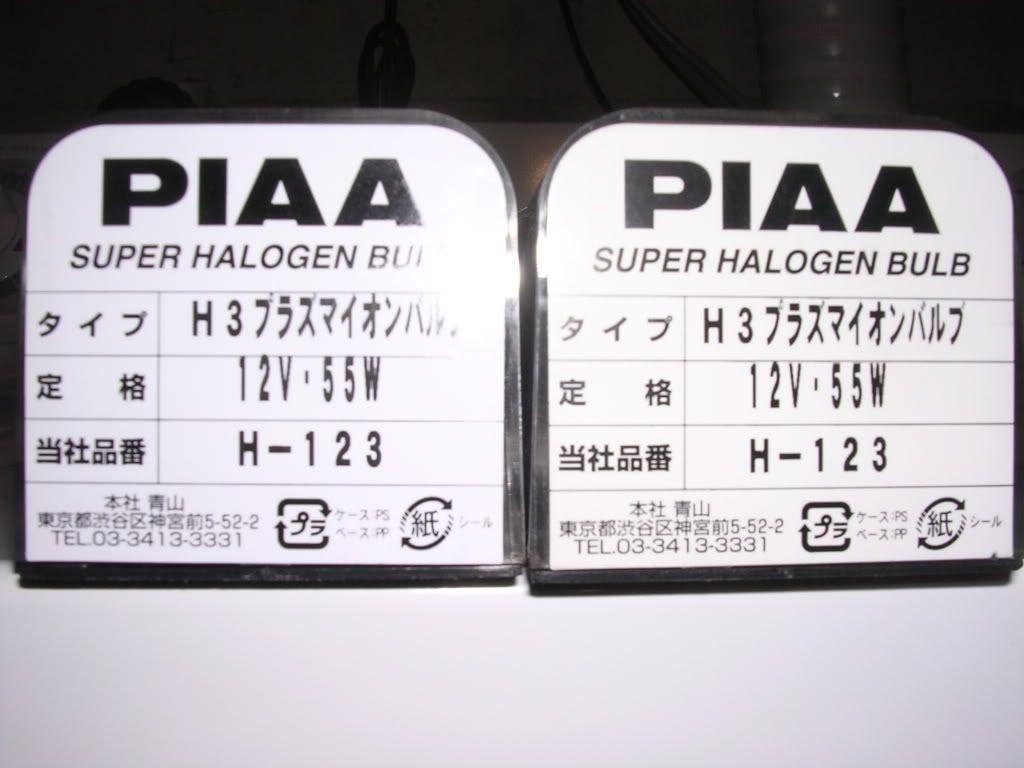 PIAA
SUPER HALOGEN
タイプ H3プラズマイオンバルブ
定格 12V・55W
当社品番 H-123
本社 青山
東京都渋谷区神宮前5-52-2
TEL.03-3413-3331
プラ ケース:PS
ベース:PP
紙 シール
PIAA
SUPER HALOGEN BULB
タイプ H3プラズマイオンバルブ
定格 12V・55W
当社品番 H-123
本社 青山
東京都渋谷区神宮前5-52-2
TEL.03-3413-3331
プラ ケース:PS
ベース:PP
紙 シール